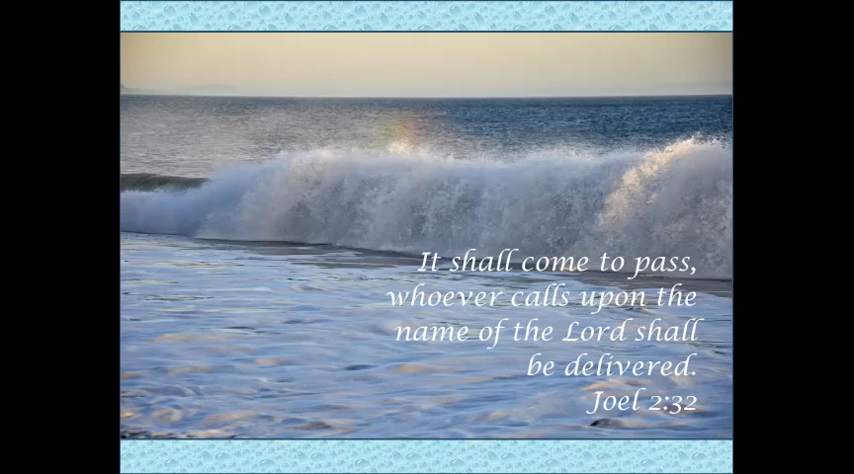 It shall come to pass,
whoever calls upon the
name of the Lord shall
be delivered.
Joel 2:32